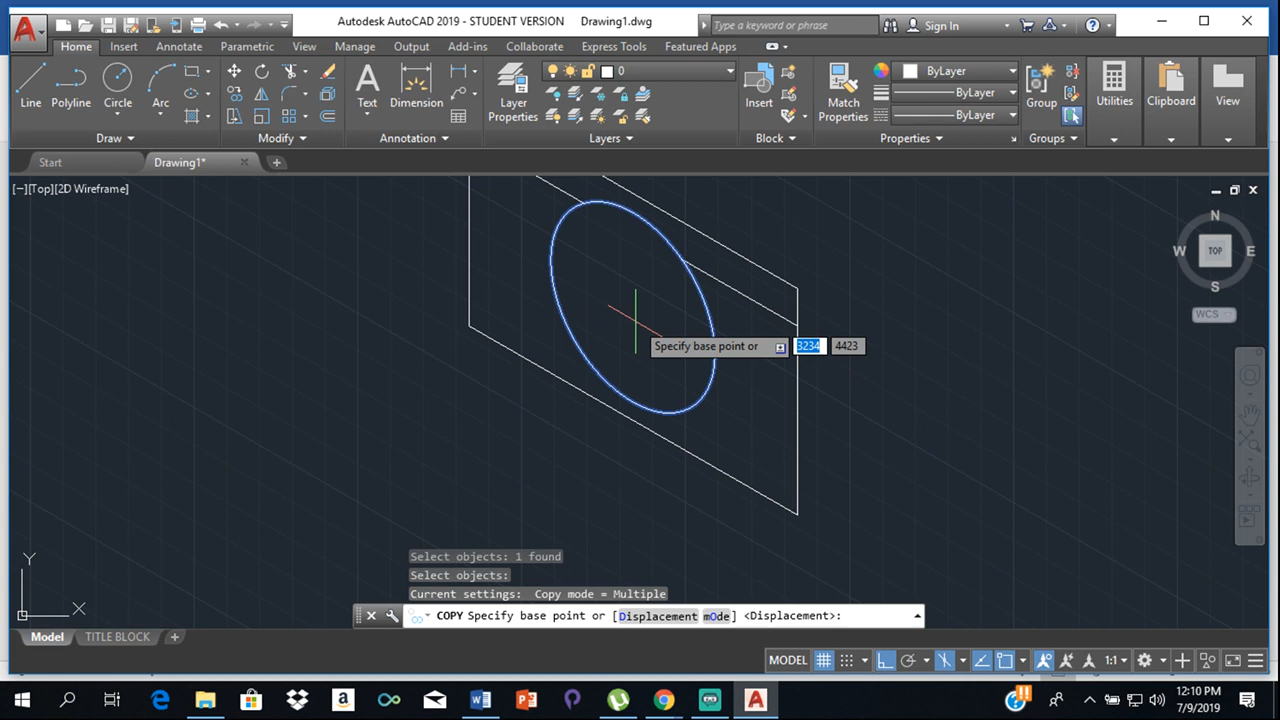 Autodesk AutoCAD 2019 - STUDENT VERSION Drawing1.dwg
Type a keyword or phrase
Sign In
Home Insert Annotate Parametric View Manage Output Add-ins Collaborate Express Tools Featured Apps
0
ByLayer
ByLayer
ByLayer
Line Polyline Circle Arc
Text Dimension
Layer Properties
Insert
Match Properties
Group
Utilities Clipboard View
Draw Modify Annotation Layers Block Properties Groups
Start Drawing1*
[−][Top][2D Wireframe]
N
W TOP E
S
WCS
Specify base point or 3234 4423
Y
X
Select objects: 1 found
Select objects:
Current settings: Copy mode = Multiple
COPY Specify base point or [Displacement mOde] <Displacement>:
Model TITLE BLOCK
MODEL 1:1
12:10 PM
7/9/2019